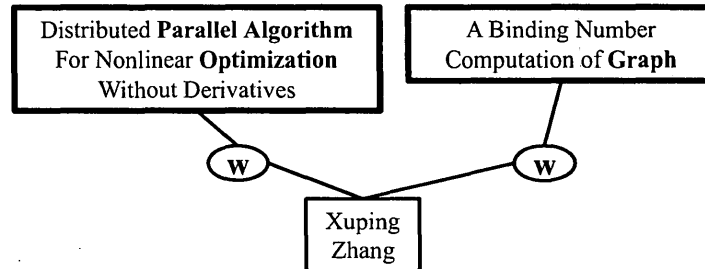 Distributed Parallel Algorithm
For Nonlinear Optimization
Without Derivatives
A Binding Number
Computation of Graph
w
w
Xuping
Zhang